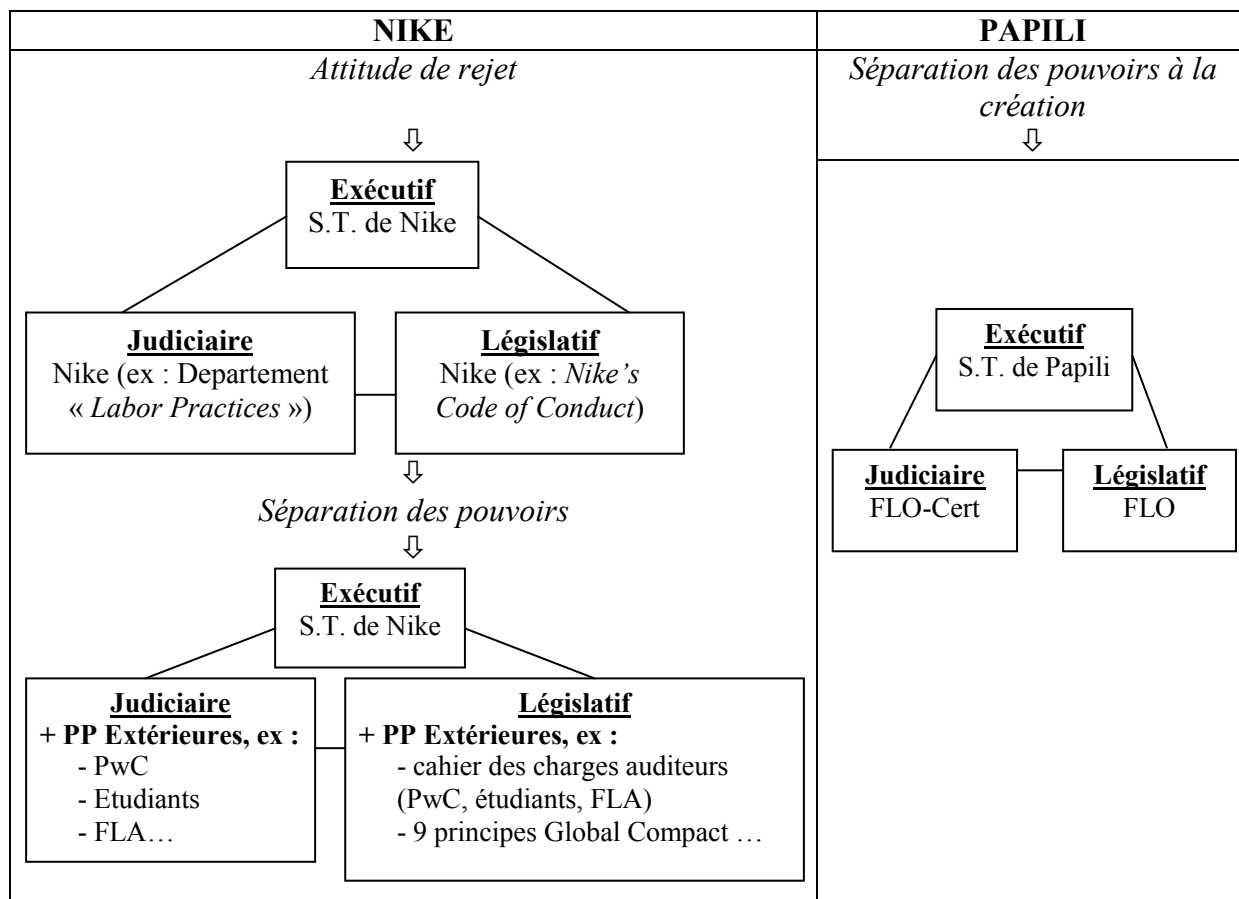 NIKE
Attitude de rejet
⇩
Exécutif
S.T. de Nike
Judiciaire
Nike (ex : Departement
« Labor Practices »)
Législatif
Nike (ex : Nike’s
Code of Conduct)
⇩
Séparation des pouvoirs
⇩
Exécutif
S.T. de Nike
Judiciaire
+ PP Extérieures, ex :
- PwC
- Etudiants
- FLA…
Législatif
+ PP Extérieures, ex :
- cahier des charges auditeurs
(PwC, étudiants, FLA)
- 9 principes Global Compact …
PAPILI
Séparation des pouvoirs à la
création
⇩
Exécutif
S.T. de Papili
Judiciaire
FLO-Cert
Législatif
FLO